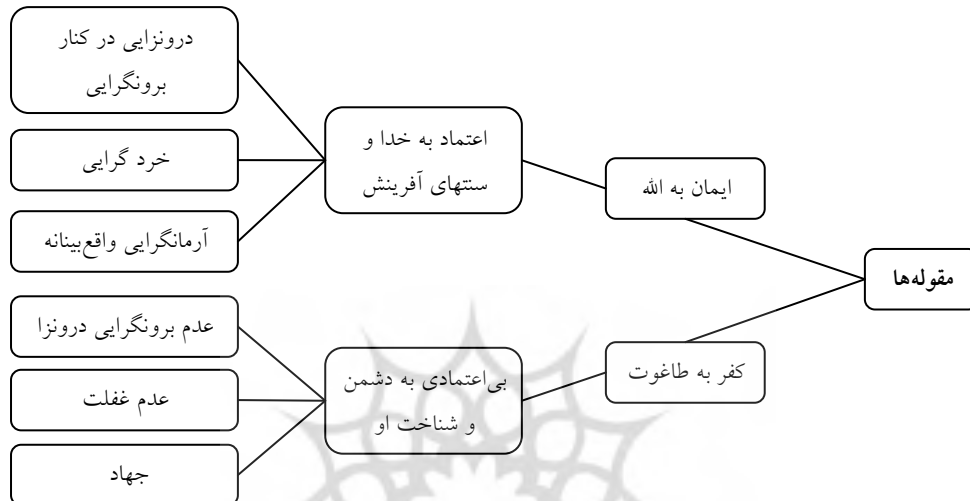 مقوله‌ها
ایمان به الله
اعتماد به خدا و
سنتهای آفرینش
درونزایی در کنار
برونگرایی
خرد گرایی
آرمانگرایی واقع‌بینانه
کفر به طاغوت
بی‌اعتمادی به دشمن
و شناخت او
عدم برونگرایی درونزا
عدم غفلت
جهاد